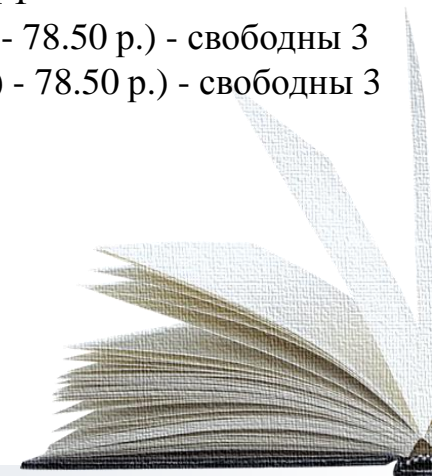 - 78.50 р.) - свободны 3
) - 78.50 р.) - свободны 3